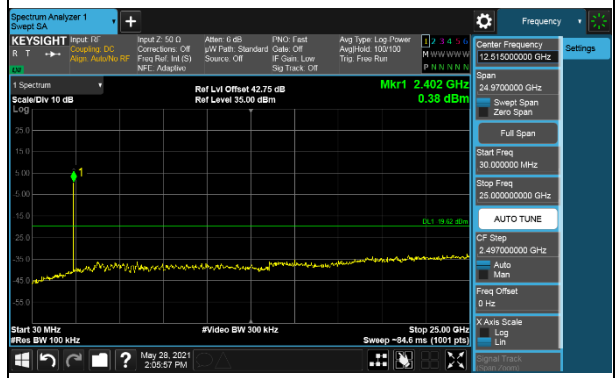 Spectrum Analyzer 1
Swept SA
+
Frequency
KEYSIGHT
R T
LW
Input: RF
Coupling: DC
Align: Auto/No RF
Input Z: 50 Ω
Corrections: Off
Freq Ref: Int (S)
NFE: Adaptive
Atten: 6 dB
µW Path: Standard
Source: Off
PNO: Fast
Gate: Off
IF Gain: Low
Sig Track: Off
Avg Type: Log-Power
Avg|Hold: 100/100
Trig: Free Run
1 2 3 4 5 6
M W W W W W
P N N N N N
1 Spectrum
Scale/Div 10 dB
Log
Ref Lvl Offset 42.75 dB
Ref Level 35.00 dBm
Mkr1 2.402 GHz
0.38 dBm
25.0
15.0
5.00
-5.00
-15.0
-25.0
-35.0
-45.0
-55.0
1
DL1 -19.62 dBm
Start 30 MHz
#Res BW 100 kHz
#Video BW 300 kHz
Stop 25.00 GHz
Sweep ~84.6 ms (1001 pts)
?
May 28, 2021
2:05:57 PM
Center Frequency
12.515000000 GHz
Settings
Span
24.9700000 GHz
Swept Span
Zero Span
Full Span
Start Freq
30.000000 MHz
Stop Freq
25.000000000 GHz
AUTO TUNE
CF Step
2.497000000 GHz
Auto
Man
Freq Offset
0 Hz
X Axis Scale
Log
Lin
Signal Track
(Span Zoom)